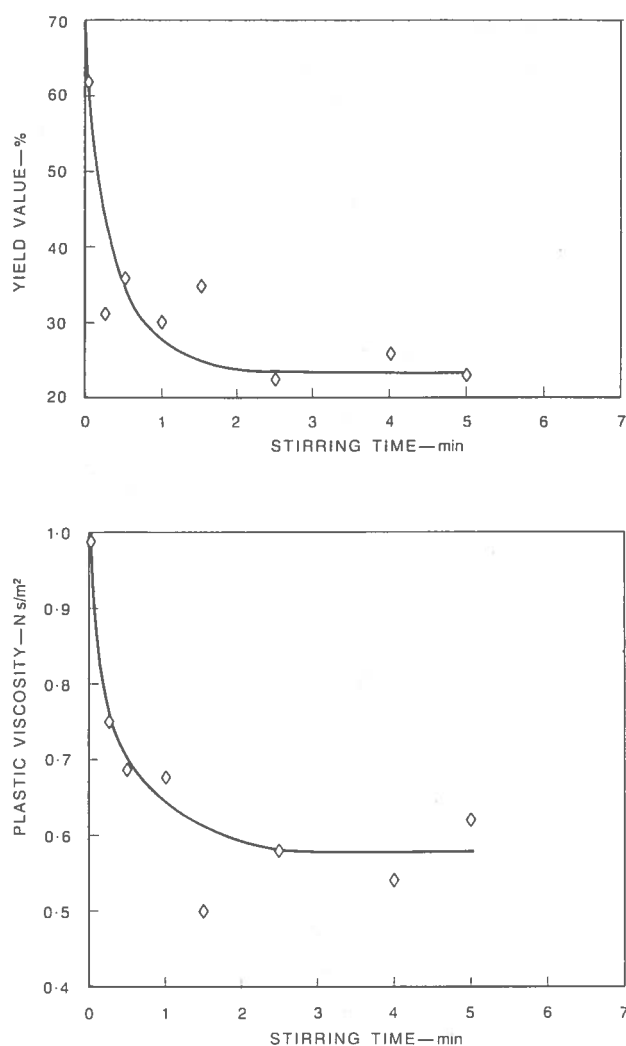 70
60
50
40
30
20
YIELD VALUE—%
0 1 2 3 4 5 6 7
STIRRING TIME—min
1·0
0·9
0·8
0·7
0·6
0·5
0·4
PLASTIC VISCOSITY—N s/m²
0 1 2 3 4 5 6 7
STIRRING TIME—min